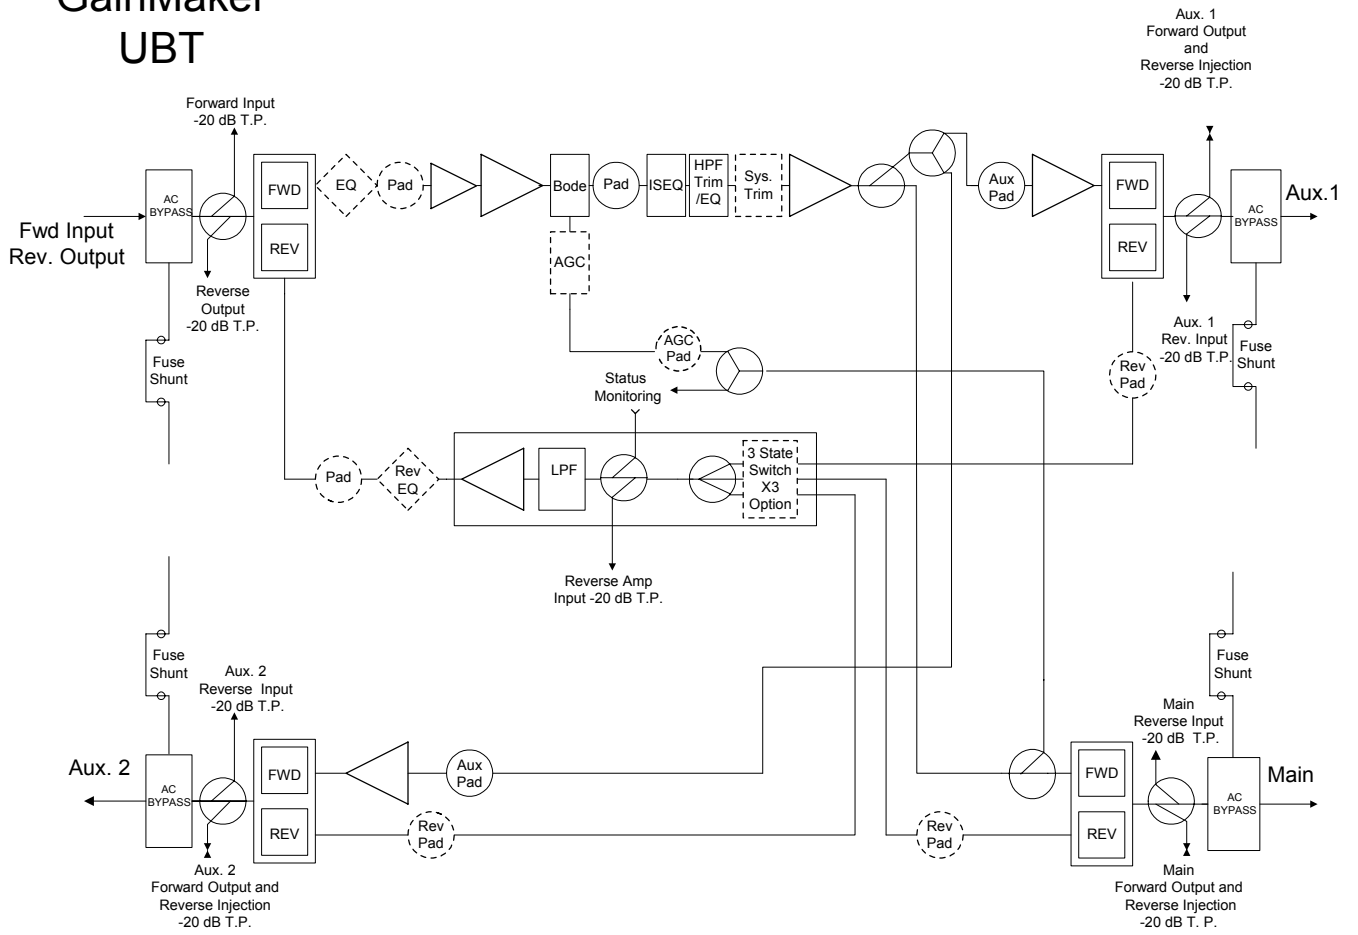 GainMaker
UBT
Aux. 1
Forward Output
and
Reverse Injection
-20 dB T.P.
Forward Input
-20 dB T.P.
AC
BYPASS
Fwd Input
Rev. Output
FWD
REV
EQ
Pad
Bode
Pad
ISEQ
HPF
Trim
/EQ
Sys.
Trim
Aux
Pad
FWD
REV
AC
BYPASS
Aux.1
AGC
Reverse
Output
-20 dB T.P.
Fuse
Shunt
AGC
Pad
Status
Monitoring
Aux. 1
Rev. Input
-20 dB T.P.
Fuse
Shunt
Rev
Pad
Pad
Rev
EQ
LPF
3 State
Switch
X3
Option
Reverse Amp
Input -20 dB T.P.
Fuse
Shunt
Aux. 2
Reverse Input
-20 dB T.P.
Fuse
Shunt
Main
Reverse Input
-20 dB T.P.
Aux. 2
AC
BYPASS
FWD
REV
Aux
Pad
Rev
Pad
Rev
Pad
FWD
REV
AC
BYPASS
Main
Aux. 2
Forward Output and
Reverse Injection
-20 dB T.P.
Main
Forward Output and
Reverse Injection
-20 dB T. P.